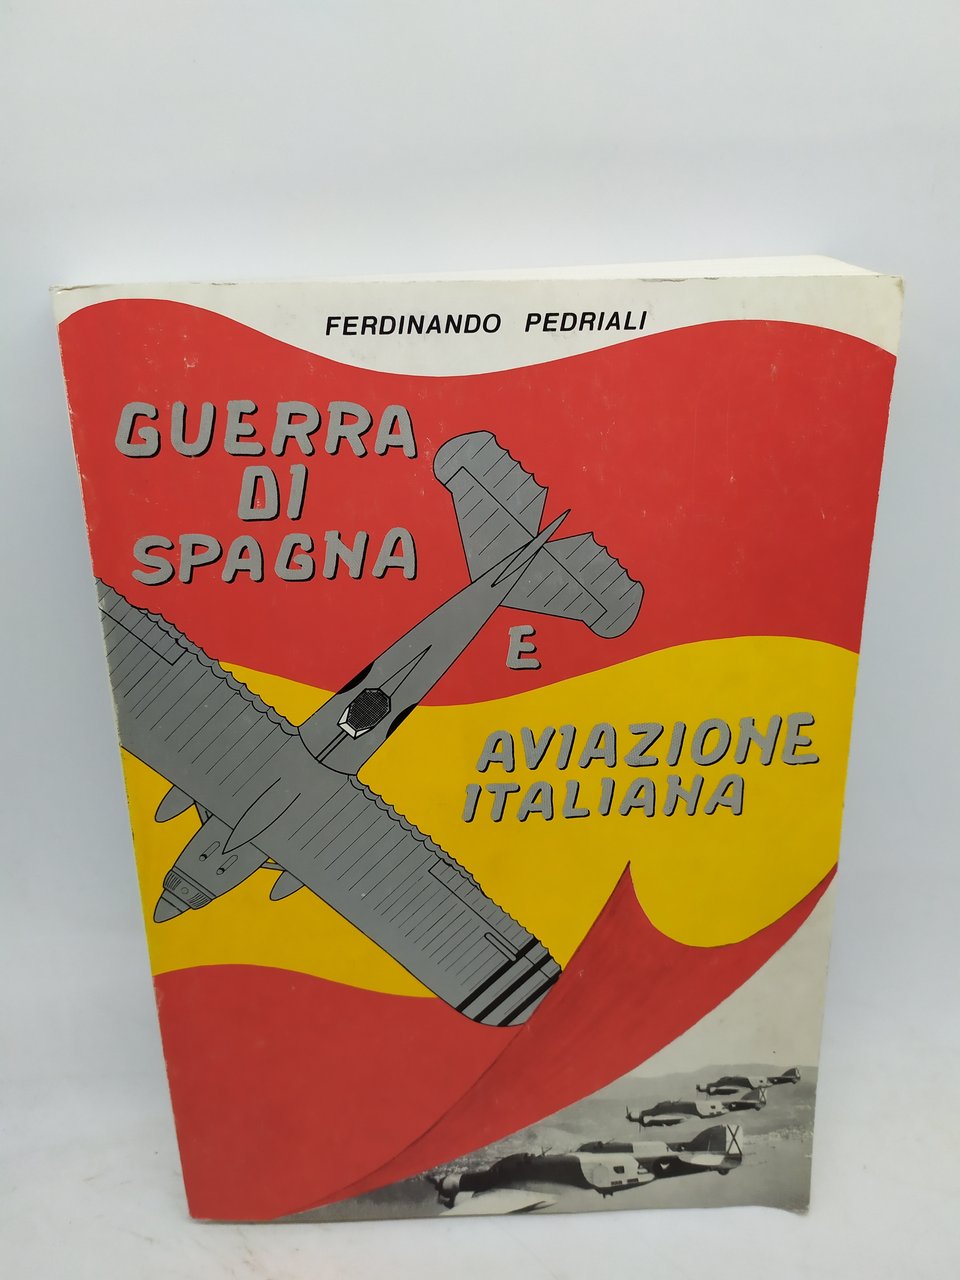 FERDINANDO PEDRIALI
GUERRA
DI
SPAGNA
E
AVIAZIONE
ITALIANA